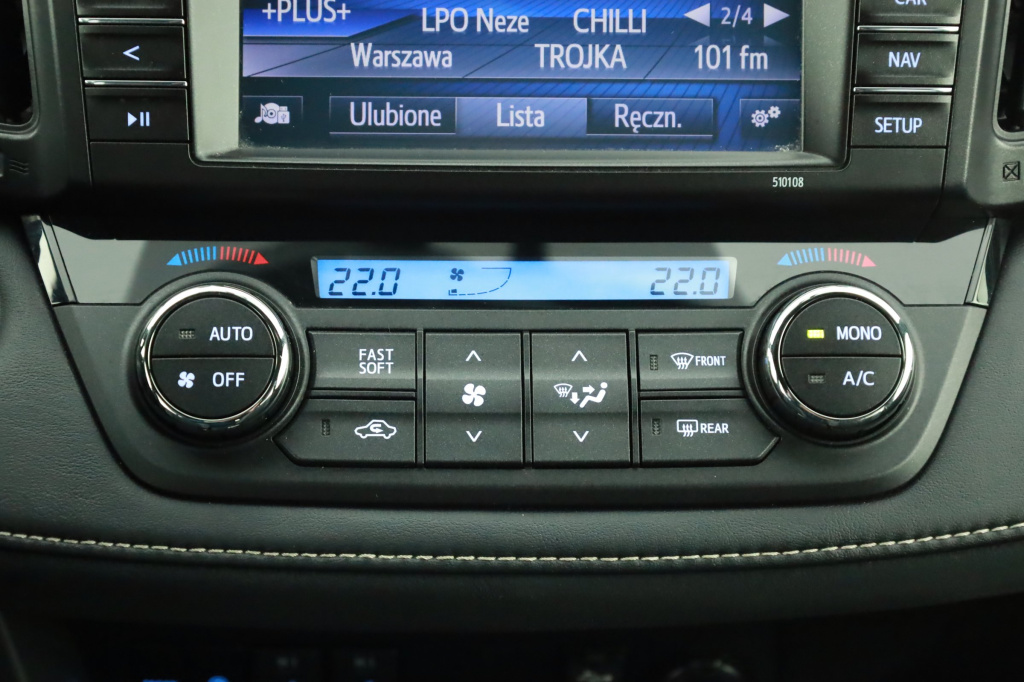 +PLUS+
LPO Neze CHILLI 2/4
Warszawa TROJKA 101 fm
Ulubione Lista Ręczn.
CAR
NAV
SETUP
510108
22.0 22.0
AUTO
OFF
FAST
SOFT
FRONT
REAR
MONO
A/C